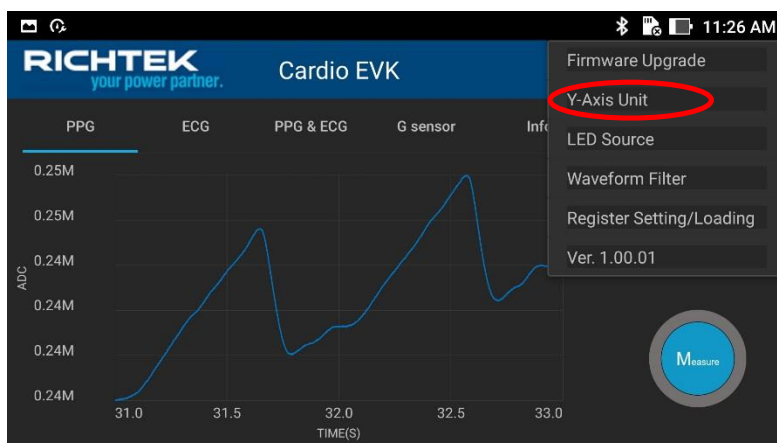 11:26 AM
RICHTEK
your power partner.
Cardio EVK
Firmware Upgrade
Y-Axis Unit
LED Source
Waveform Filter
Register Setting/Loading
Ver. 1.00.01
PPG
ECG
PPG & ECG
G sensor
Info
0.25M
0.25M
0.24M
0.24M
0.24M
0.24M
ADC
31.0
31.5
32.0
32.5
33.0
TIME(S)
Measure